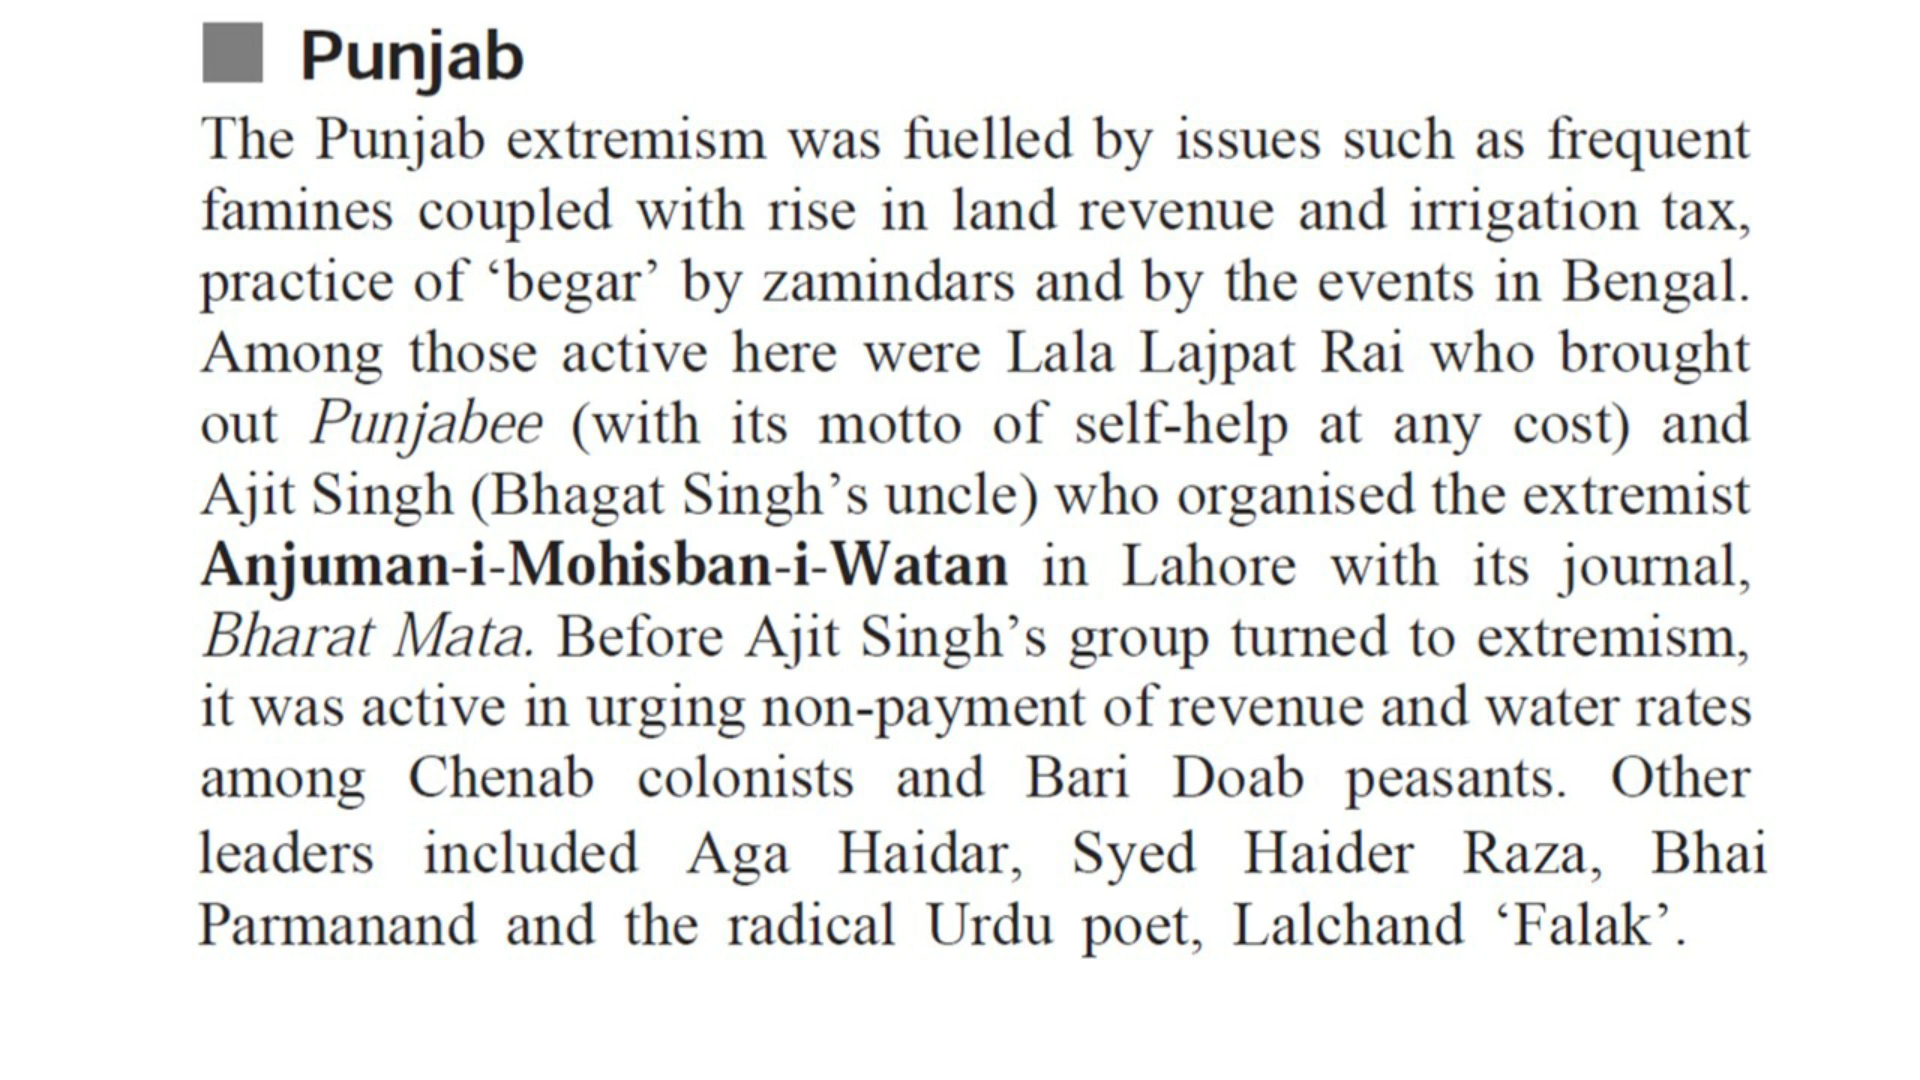 Punjab
The Punjab extremism was fuelled by issues such as frequent
famines coupled with rise in land revenue and irrigation tax,
practice of ‘begar’ by zamindars and by the events in Bengal.
Among those active here were Lala Lajpat Rai who brought
out Punjabee (with its motto of self-help at any cost) and
Ajit Singh (Bhagat Singh’s uncle) who organised the extremist
Anjuman-i-Mohisban-i-Watan in Lahore with its journal,
Bharat Mata. Before Ajit Singh’s group turned to extremism,
it was active in urging non-payment of revenue and water rates
among Chenab colonists and Bari Doab peasants. Other
leaders included Aga Haidar, Syed Haider Raza, Bhai
Parmanand and the radical Urdu poet, Lalchand ‘Falak’.